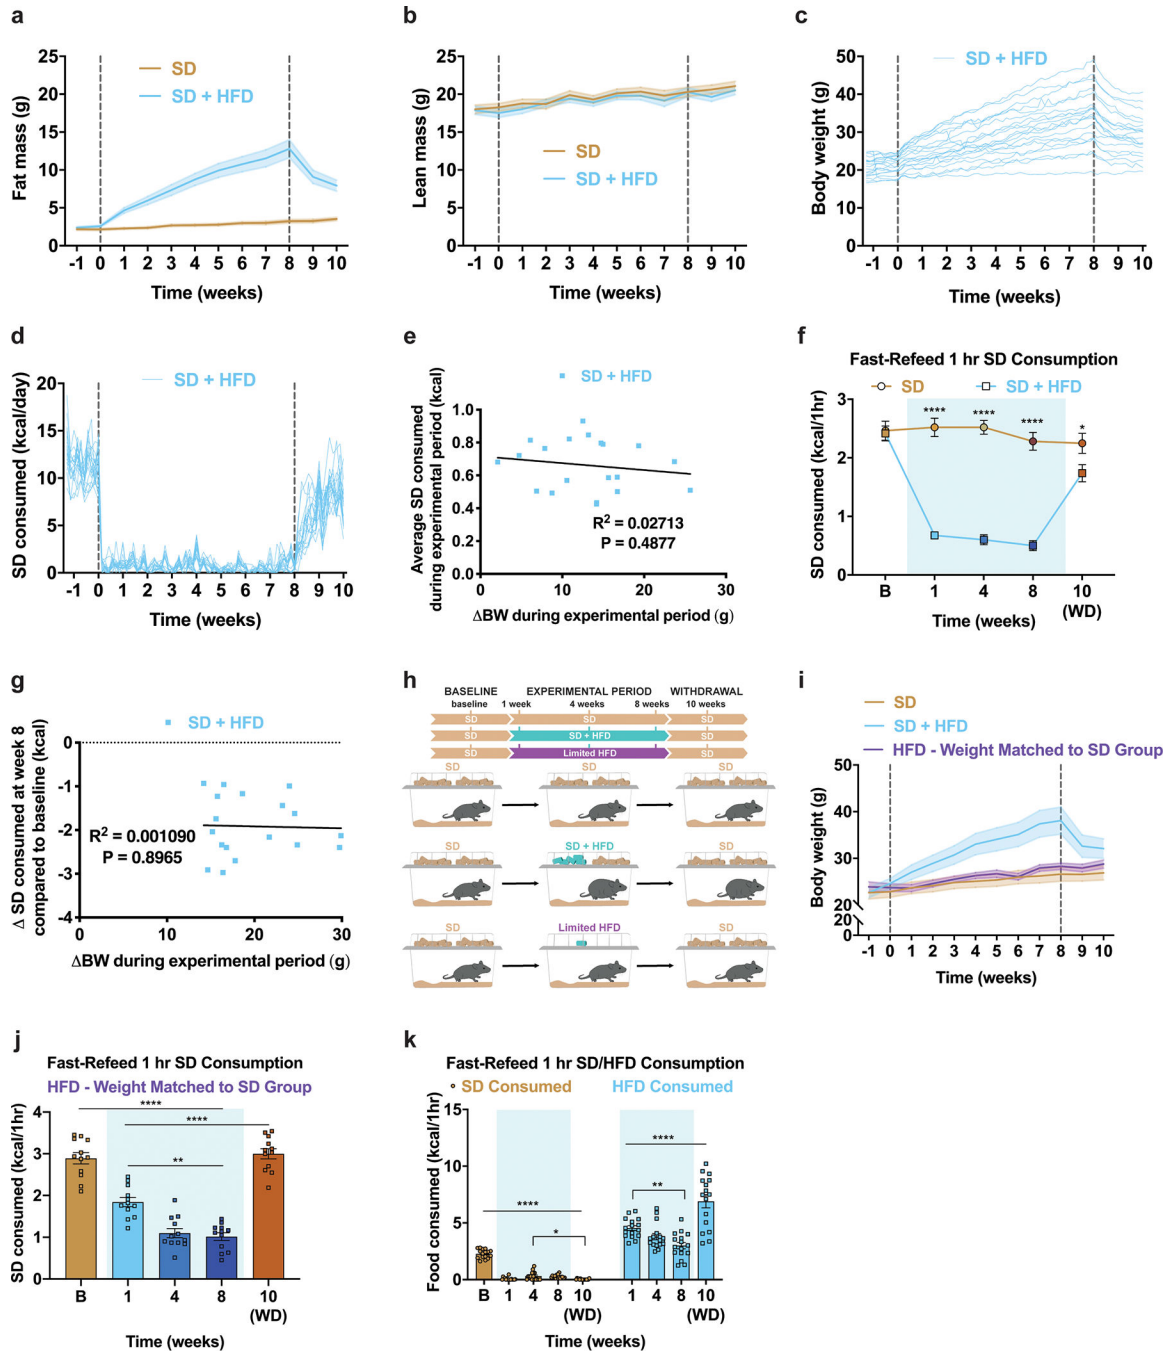 a
Fat mass (g)
25
20
15
10
5
0
SD
SD + HFD
-1 0 1 2 3 4 5 6 7 8 9 10
Time (weeks)
b
Lean mass (g)
25
20
15
10
5
0
SD
SD + HFD
-1 0 1 2 3 4 5 6 7 8 9 10
Time (weeks)
c
Body weight (g)
50
40
30
20
10
0
SD + HFD
-1 0 1 2 3 4 5 6 7 8 9 10
Time (weeks)
d
SD consumed (kcal/day)
20
15
10
5
0
SD + HFD
-1 0 1 2 3 4 5 6 7 8 9 10
Time (weeks)
e
SD + HFD
Average SD consumed
during experimental period (kcal)
1.0
0.8
0.6
0.4
0.2
0.0
R² = 0.02713
P = 0.4877
0 10 20 30
ΔBW during experimental period (g)
f
Fast-Refeed 1 hr SD Consumption
SD
SD + HFD
SD consumed (kcal/1hr)
3
2
1
0
**** **** **** *
B 1 4 8 10
(WD)
Time (weeks)
g
SD + HFD
Δ SD consumed at week 8
compared to baseline (kcal)
0
-1
-2
-3
-4
R² = 0.001090
P = 0.8965
0 10 20 30
ΔBW during experimental period (g)
h
BASELINE EXPERIMENTAL PERIOD WITHDRAWAL
baseline 1 week 4 weeks 8 weeks 10 weeks
SD SD SD
SD SD + HFD SD
SD Limited HFD SD
SD SD SD
SD + HFD
Limited HFD
i
SD
SD + HFD
HFD - Weight Matched to SD Group
Body weight (g)
50
40
30
20
20
0
-1 0 1 2 3 4 5 6 7 8 9 10
Time (weeks)
j
Fast-Refeed 1 hr SD Consumption
HFD - Weight Matched to SD Group
SD consumed (kcal/1hr)
4
3
2
1
0
****
****
**
B 1 4 8 10
(WD)
Time (weeks)
k
Fast-Refeed 1 hr SD/HFD Consumption
SD Consumed
HFD Consumed
Food consumed (kcal/1hr)
15
10
5
0
****
*
****
**
B 1 4 8 10 1 4 8 10
(WD) (WD)
Time (weeks)